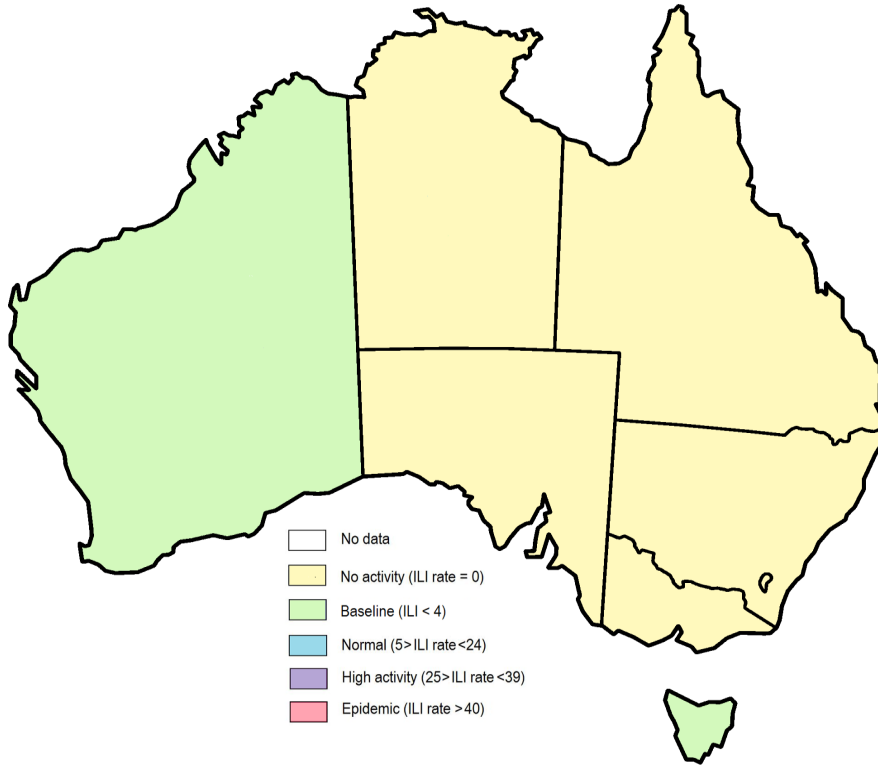 No data
No activity (ILI rate = 0)
Baseline (ILI < 4)
Normal (5>ILI rate<24)
High activity (25>ILI rate<39)
Epidemic (ILI rate >40)